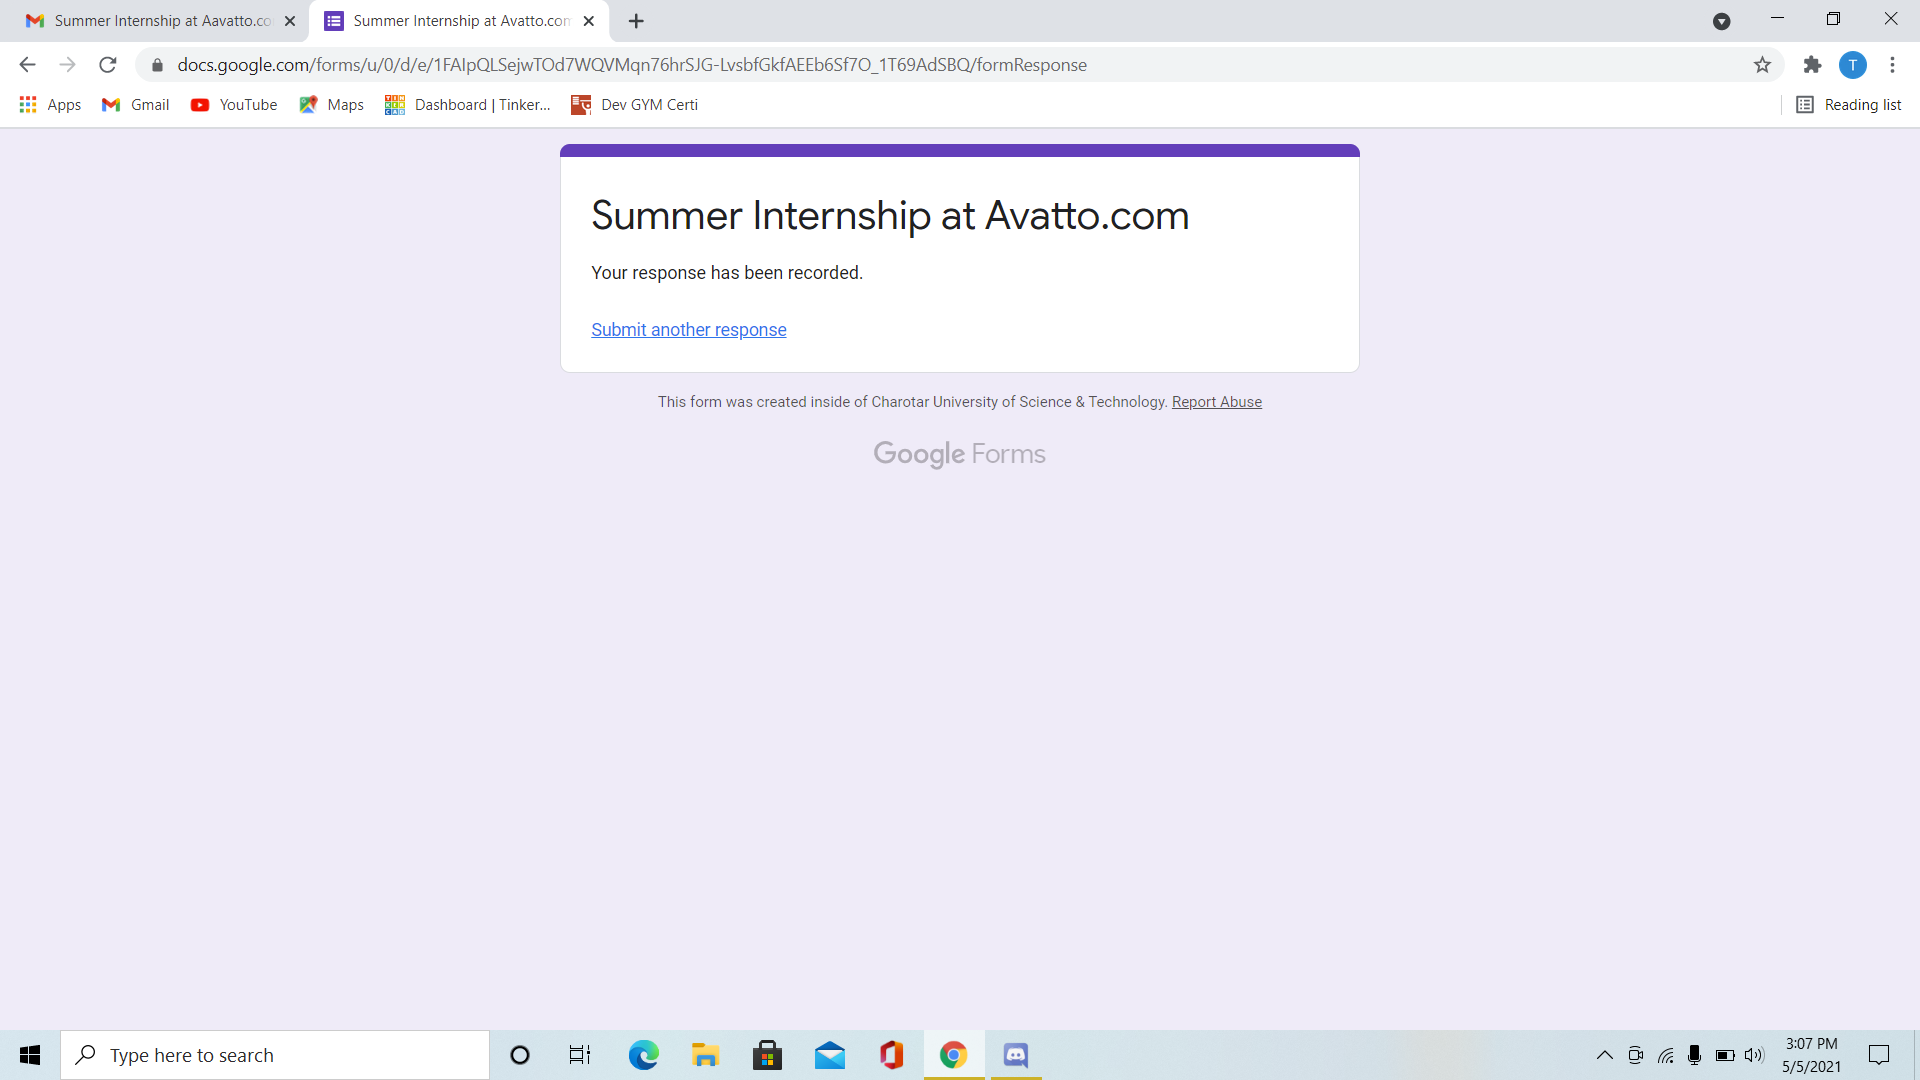 Summer Internship at Aavatto.co
Summer Internship at Avatto.com
docs.google.com/forms/u/0/d/e/1FAIpQLSejwTOd7WQVMqn76hrSJG-LvsbfGkfAEEb6Sf7O_1T69AdSBQ/formResponse
T
Apps
Gmail
YouTube
Maps
Dashboard | Tinker...
Dev GYM Certi
Reading list
Summer Internship at Avatto.com
Your response has been recorded.
Submit another response
This form was created inside of Charotar University of Science & Technology. Report Abuse
Google Forms
Type here to search
3:07 PM
5/5/2021